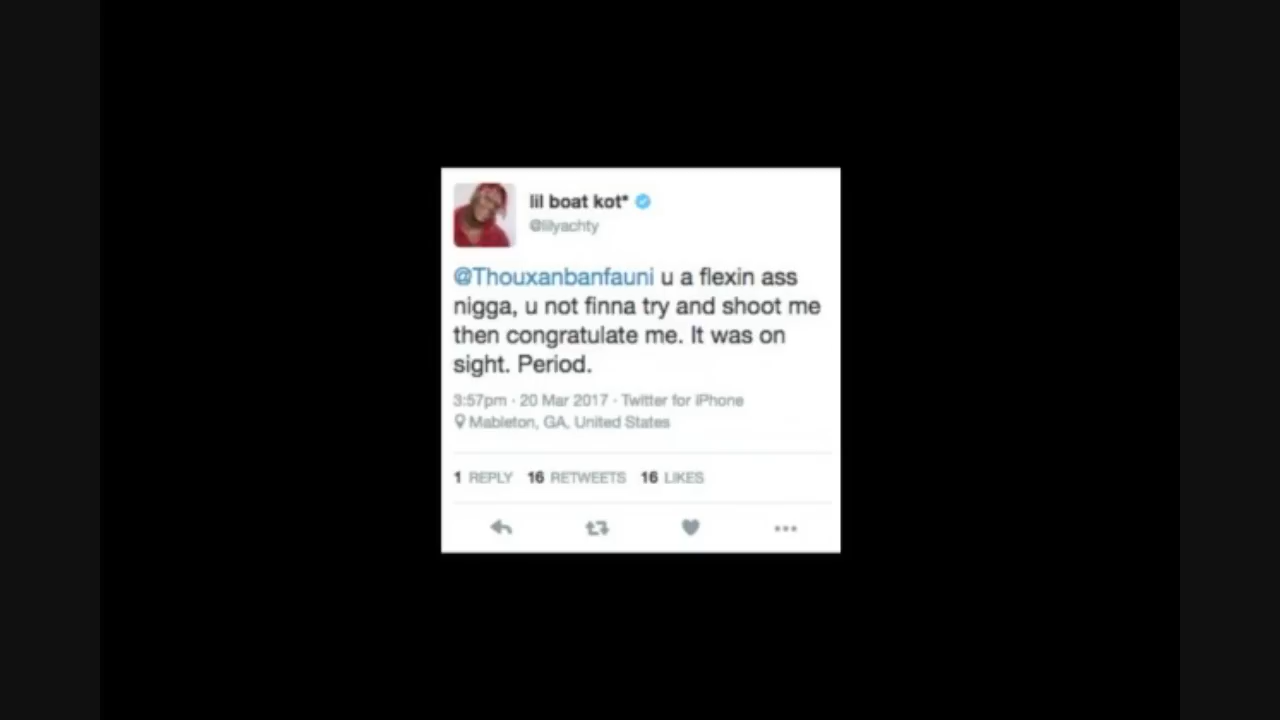 lil boat kot*
@lilyachty
@Thouxanbanfauni u a flexin ass
nigga, u not finna try and shoot me
then congratulate me. It was on
sight. Period.
3:57pm · 20 Mar 2017 · Twitter for iPhone
Mableton, GA, United States
1 REPLY 16 RETWEETS 16 LIKES